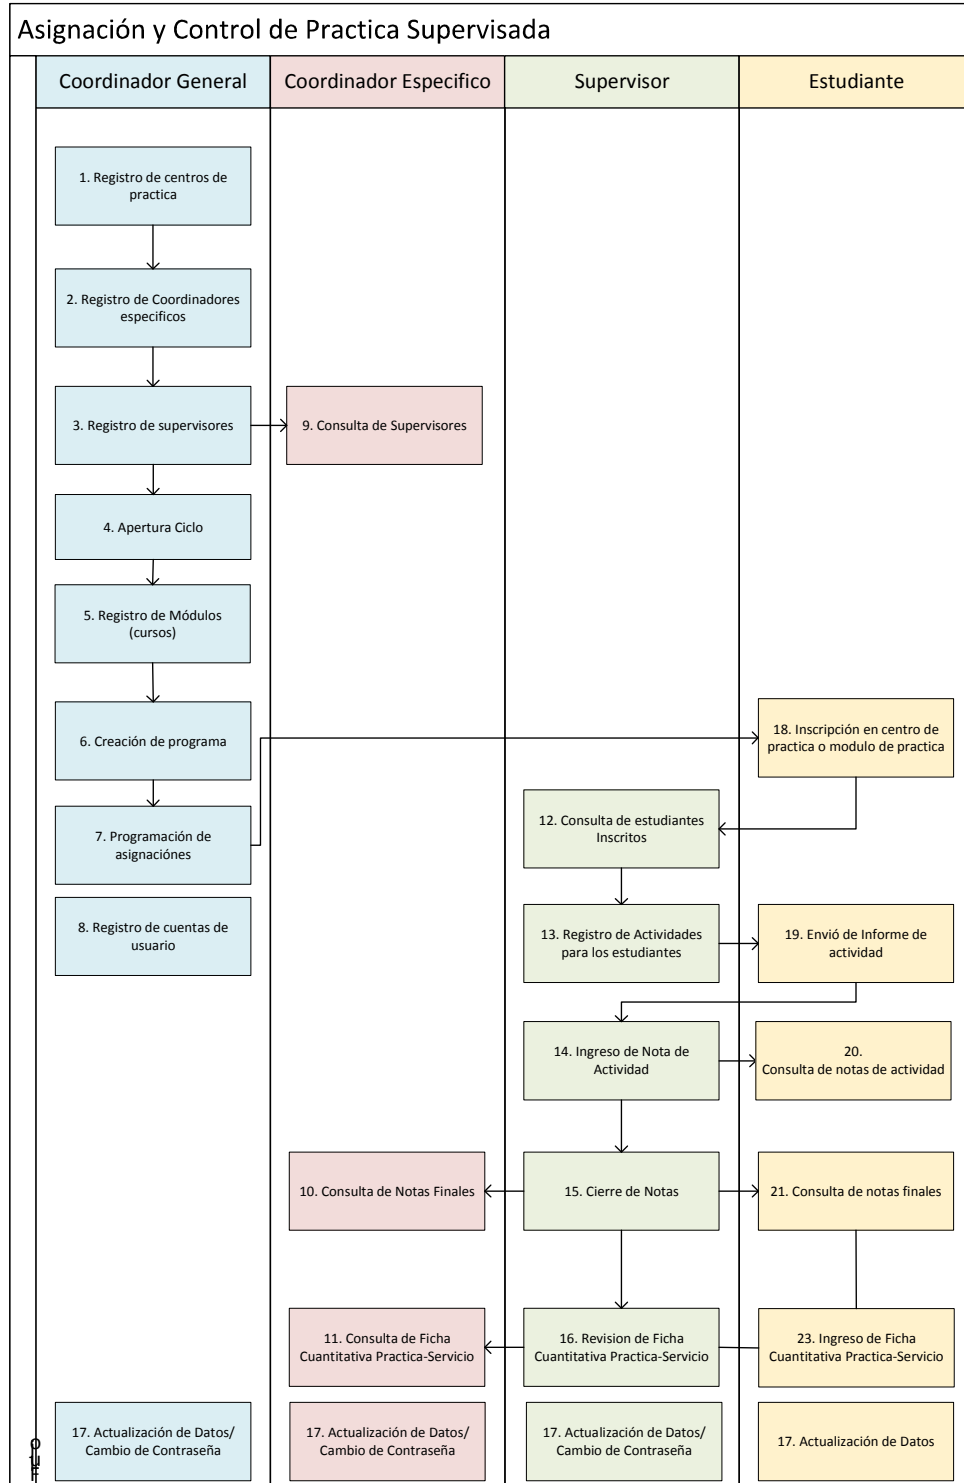 Asignación y Control de Practica Supervisada
Coordinador General
Coordinador Especifico
Supervisor
Estudiante
1. Registro de centros de
practica
2. Registro de Coordinadores
especificos
3. Registro de supervisores
9. Consulta de Supervisores
4. Apertura Ciclo
5. Registro de Módulos
(cursos)
6. Creación de programa
18. Inscripción en centro de
practica o modulo de practica
7. Programación de
asignaciónes
12. Consulta de estudiantes
Inscritos
8. Registro de cuentas de
usuario
13. Registro de Actividades
para los estudiantes
19. Envió de Informe de
actividad
14. Ingreso de Nota de
Actividad
20.
Consulta de notas de actividad
10. Consulta de Notas Finales
15. Cierre de Notas
21. Consulta de notas finales
11. Consulta de Ficha
Cuantitativa Practica-Servicio
16. Revision de Ficha
Cuantitativa Practica-Servicio
23. Ingreso de Ficha
Cuantitativa Practica-Servicio
17. Actualización de Datos/
Cambio de Contraseña
17. Actualización de Datos/
Cambio de Contraseña
17. Actualización de Datos/
Cambio de Contraseña
17. Actualización de Datos